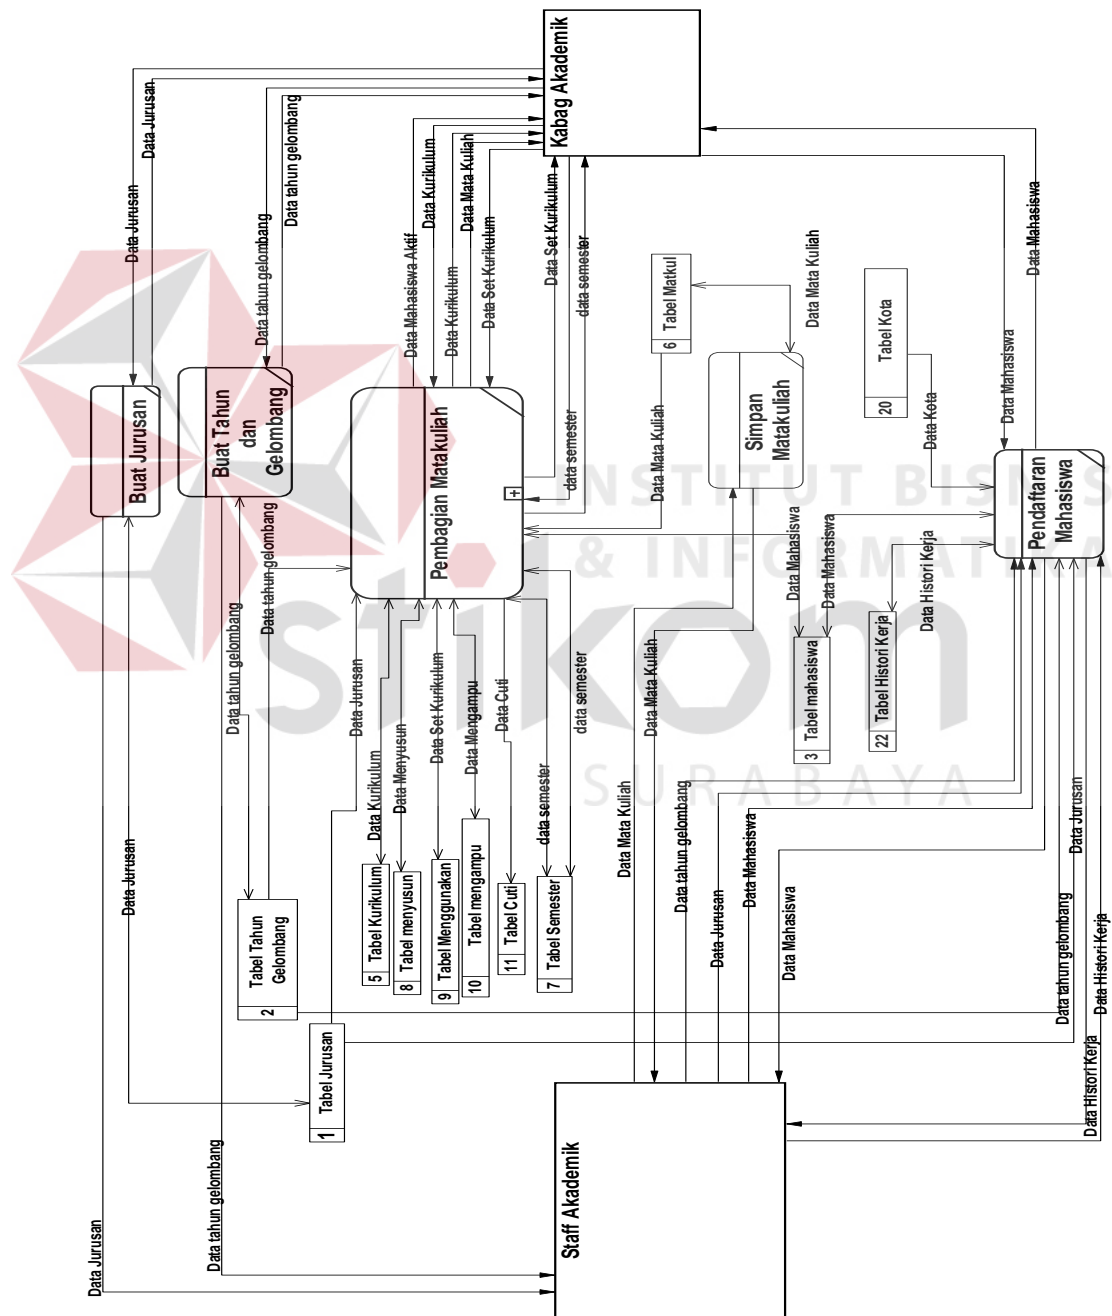 Data Jurusan
Data Jurusan
Buat Jurusan
Data Jurusan
Data Jurusan
Data tahun gelombang
Data tahun gelombang
Buat Tahun
dan
Gelombang
Data tahun gelombang
Data tahun gelombang
Data tahun gelombang
2
Tabel Tahun
Gelombang
1
Tabel Jurusan
Data Jurusan
Data Mahasiswa Aktif
Data Kurikulum
Data Kurikulum
Data Mata Kuliah
Data Set Kurikulum
Pembagian Matakuliah
+
Data Kurikulum
Data Menyusun
Data Set Kurikulum
Data Mengampu
Data Cuti
data semester
data semester
5
Tabel Kurikulum
8
Tabel menyusun
9
Tabel Menggunakan
10
Tabel mengampu
11
Tabel Cuti
7
Tabel Semester
Kabag Akademik
Data Set Kurikulum
data semester
data semester
6
Tabel Matkul
Data Mata Kuliah
Data Mata Kuliah
Simpan
Matakuliah
Data Mata Kuliah
Data Mata Kuliah
Data Mahasiswa
Data Mahasiswa
3
Tabel mahasiswa
20
Tabel Kota
Data Kota
22
Tabel Histori Kerja
Data Histori Kerja
Data Mahasiswa
Data Mahasiswa
Pendaftaran
Mahasiswa
Staff Akademik
Data tahun gelombang
Data Jurusan
Data Mahasiswa
Data Mahasiswa
Data tahun gelombang
Data Jurusan
Data Histori Kerja
Data Histori Kerja
INSTITUT BISNIS
& INFORMATIKA
stikom
SURABAYA